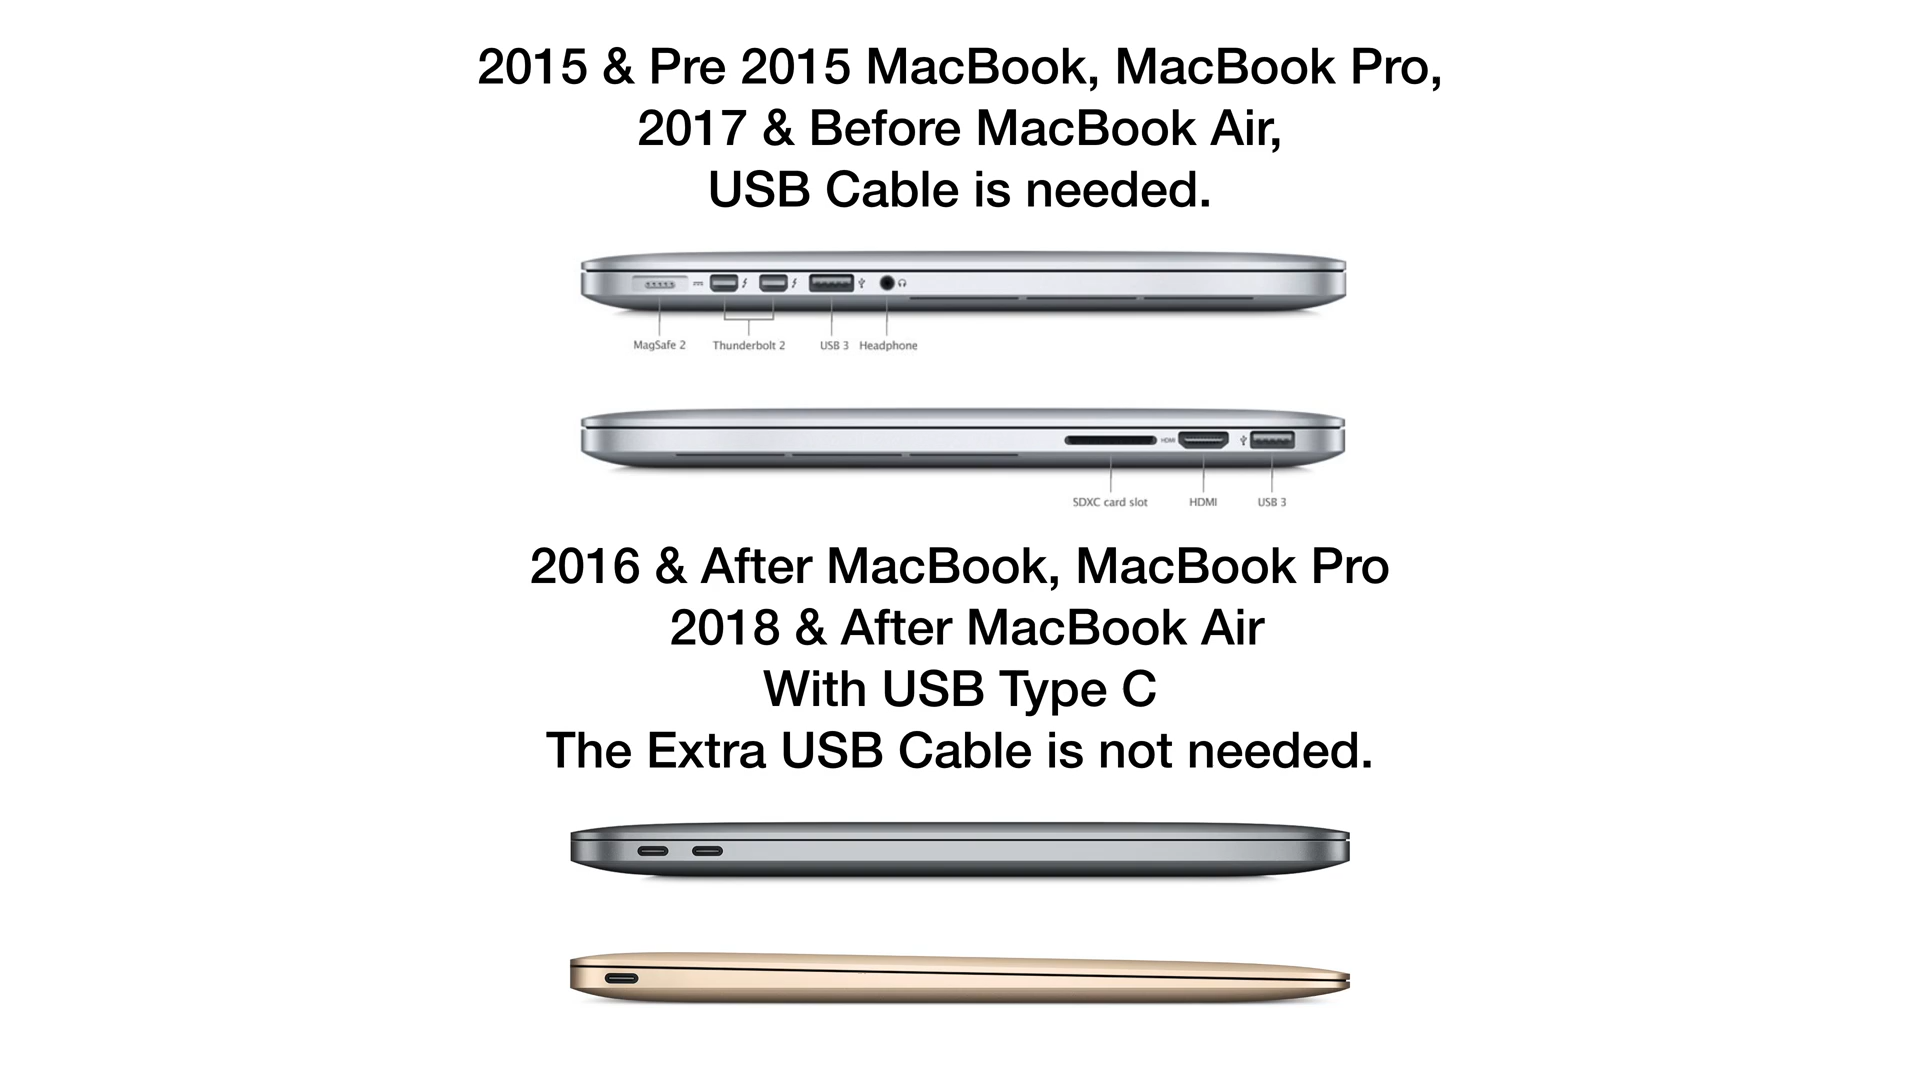 2015 & Pre 2015 MacBook, MacBook Pro,
2017 & Before MacBook Air,
USB Cable is needed.
MagSafe 2 Thunderbolt 2 USB 3 Headphone
HDMI
SDXC card slot HDMI USB 3
2016 & After MacBook, MacBook Pro
2018 & After MacBook Air
With USB Type C
The Extra USB Cable is not needed.